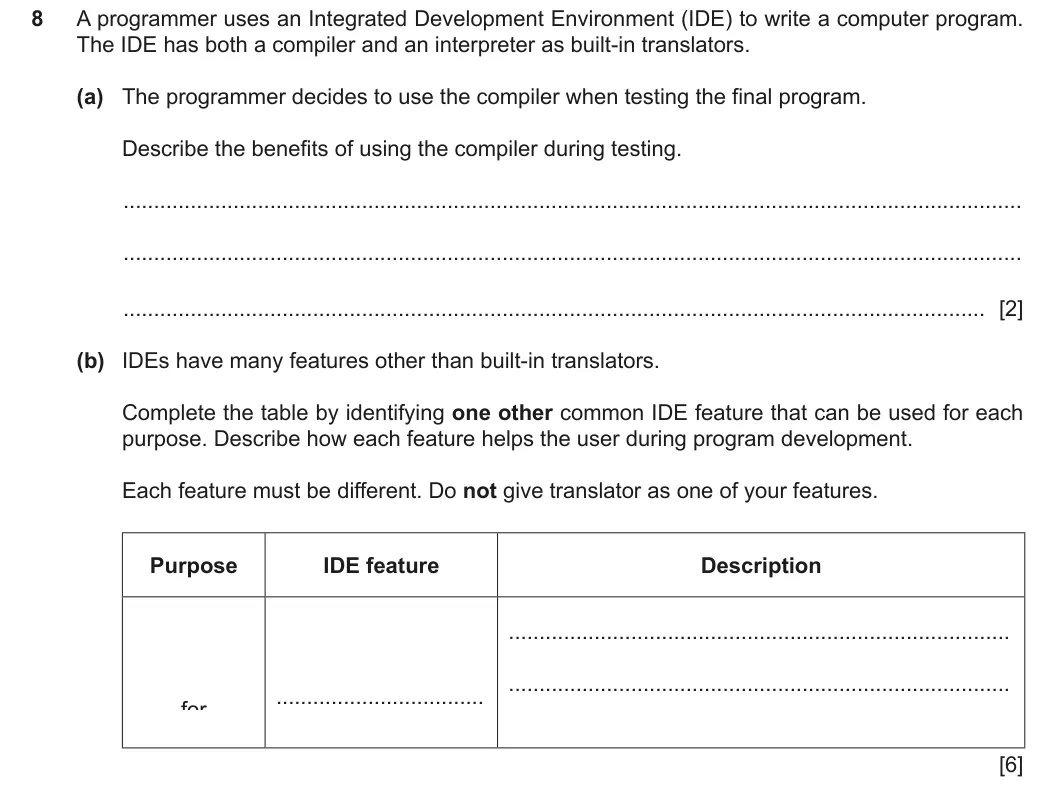 8 A programmer uses an Integrated Development Environment (IDE) to write a computer program.
The IDE has both a compiler and an interpreter as built-in translators.
(a) The programmer decides to use the compiler when testing the final program.
Describe the benefits of using the compiler during testing.
[2]
(b) IDEs have many features other than built-in translators.
Complete the table by identifying one other common IDE feature that can be used for each
purpose. Describe how each feature helps the user during program development.
Each feature must be different. Do not give translator as one of your features.
Purpose IDE feature Description
for
[6]